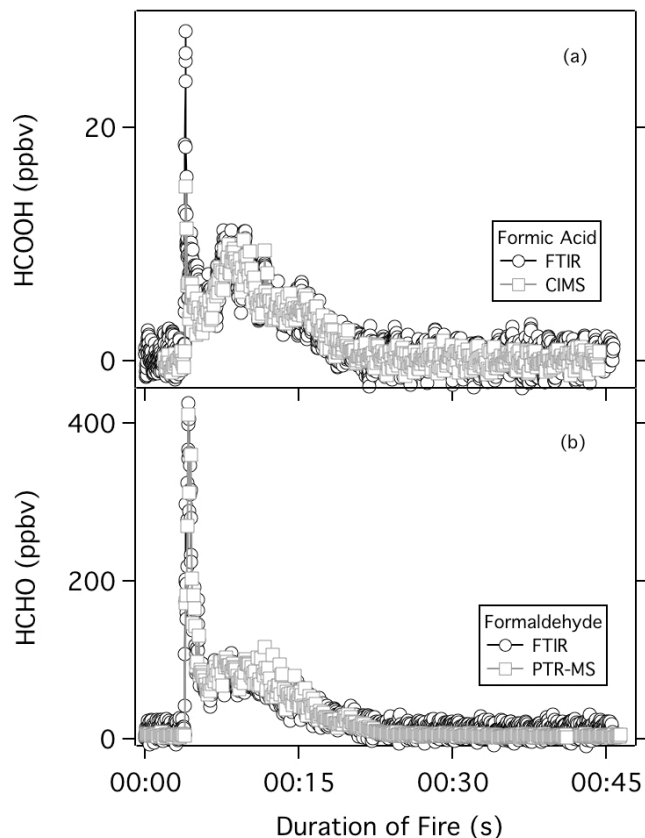 (a)
HCOOH (ppbv)
20
0
Formic Acid
FTIR
CIMS
(b)
HCHO (ppbv)
400
200
0
Formaldehyde
FTIR
PTR-MS
00:00 00:15 00:30 00:45
Duration of Fire (s)